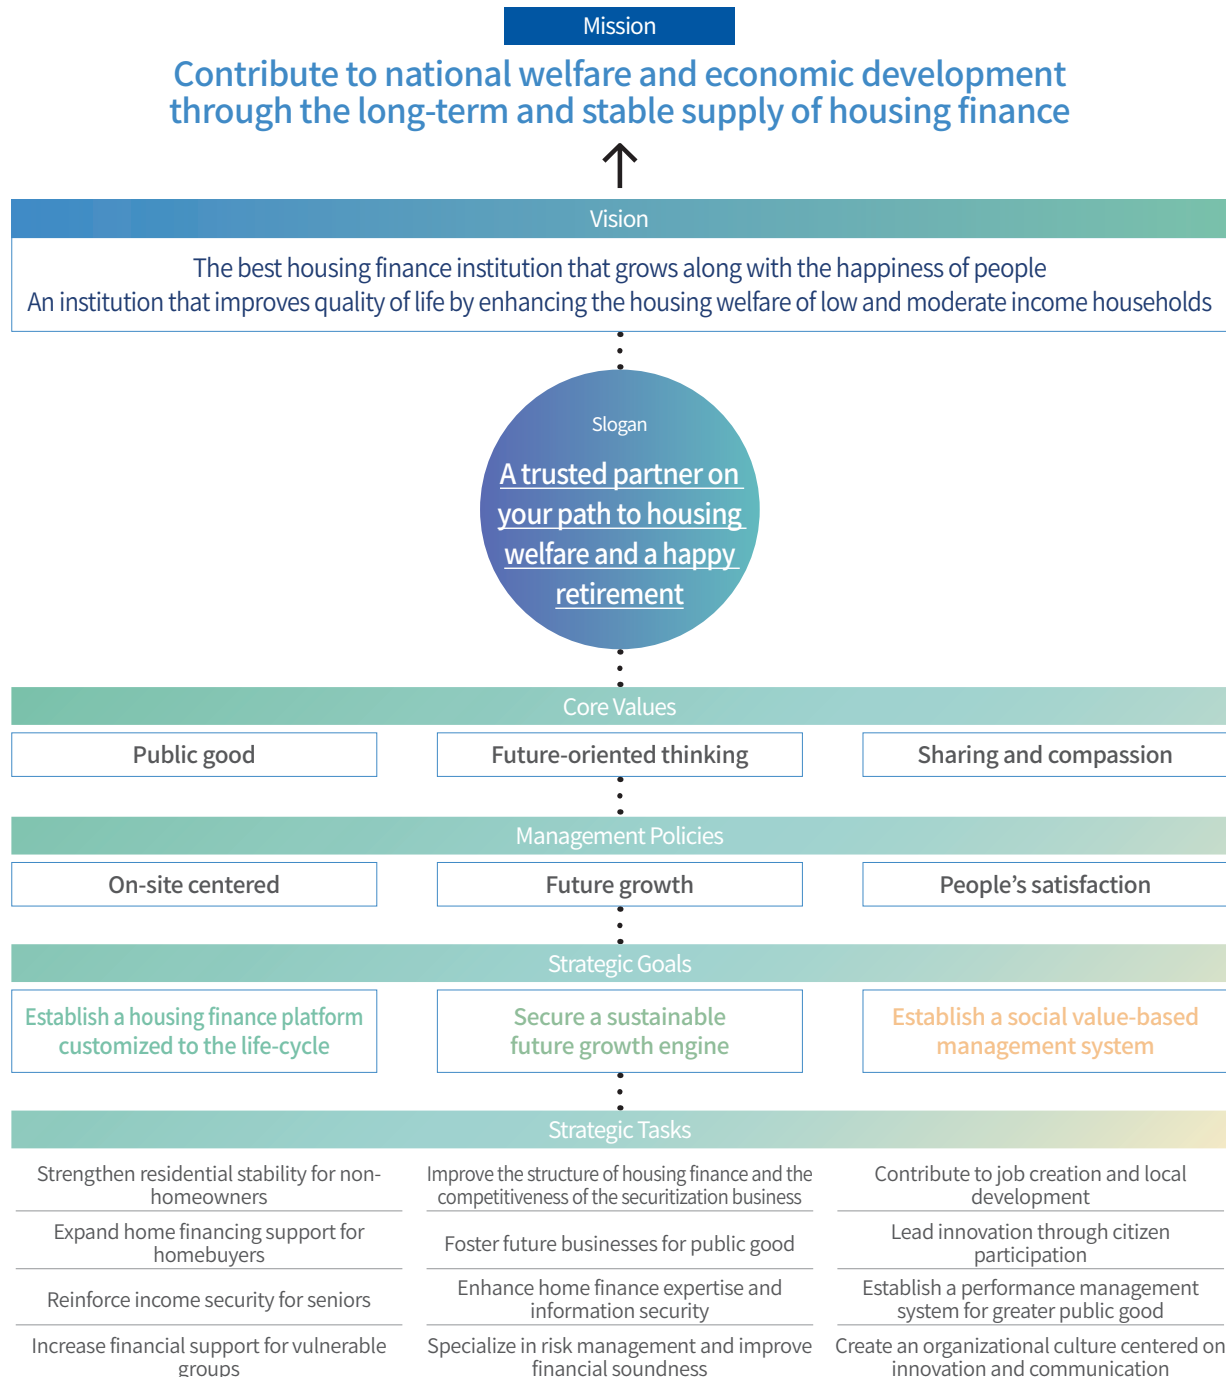 Mission
Contribute to national welfare and economic development
through the long-term and stable supply of housing finance
Vision
The best housing finance institution that grows along with the happiness of people
An institution that improves quality of life by enhancing the housing welfare of low and moderate income households
Slogan
A trusted partner on
your path to housing
welfare and a happy
retirement
Core Values
Public good
Future-oriented thinking
Sharing and compassion
Management Policies
On-site centered
Future growth
People’s satisfaction
Strategic Goals
Establish a housing finance platform
customized to the life-cycle
Secure a sustainable
future growth engine
Establish a social value-based
management system
Strategic Tasks
Strengthen residential stability for non-
homeowners
Expand home financing support for
homebuyers
Reinforce income security for seniors
Increase financial support for vulnerable
groups
Improve the structure of housing finance and the
competitiveness of the securitization business
Foster future businesses for public good
Enhance home finance expertise and
information security
Specialize in risk management and improve
financial soundness
Contribute to job creation and local
development
Lead innovation through citizen
participation
Establish a performance management
system for greater public good
Create an organizational culture centered on
innovation and communication